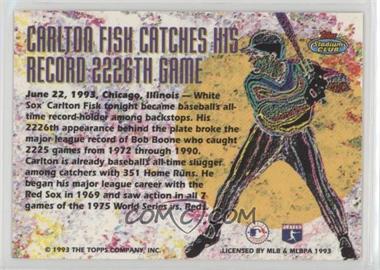 CARLTON FISK CATCHES HIS
RECORD 2226TH GAME
Stadium
CLUB
June 22, 1993, Chicago, Illinois — White
Sox' Carlton Fisk tonight became baseball's all-
time record-holder among backstops. His
2226th appearance behind the plate broke the
major league record of Bob Boone who caught
2225 games from 1972 through 1990.
Carlton is already baseball's all-time slugger
among catchers with 351 Home Runs. He
began his major league career with the
Red Sox in 1969 and saw action in all 7
games of the 1975 World Series vs. Reds.
COMC
© 1993 THE TOPPS COMPANY, INC.
LICENSED BY MLB & MLBPA 1993